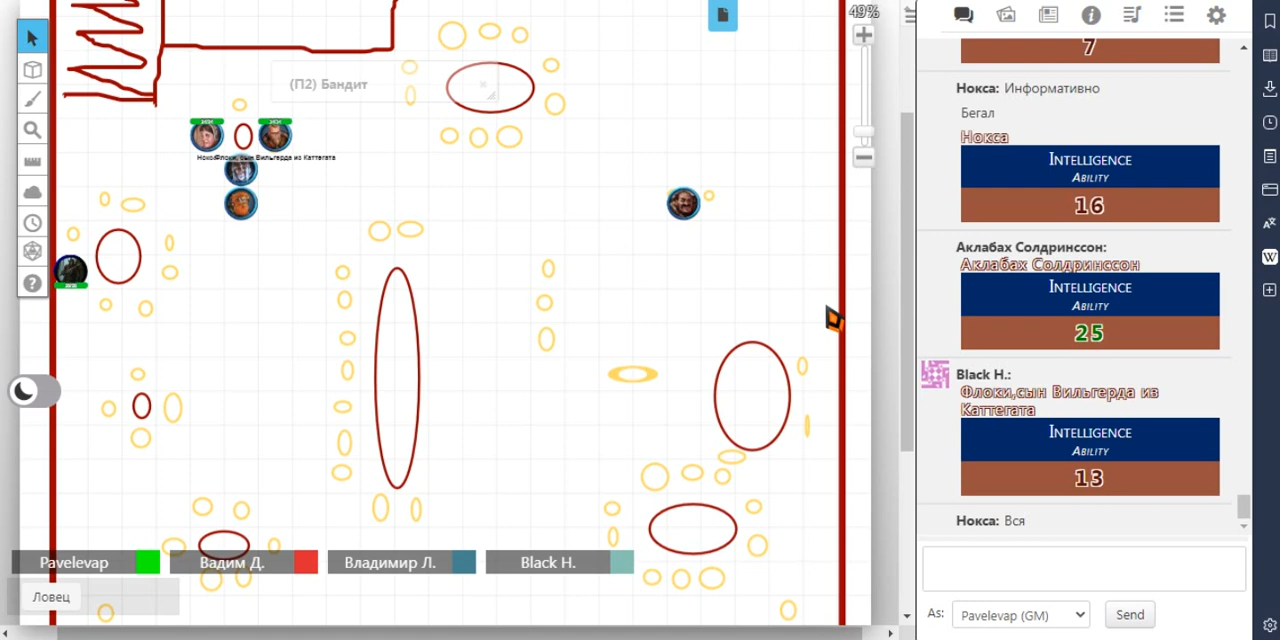 49%
(П2) Бандит
Флоки, сын Вильгерда из Каттегата
Pavelevap
Вадим Д.
Владимир Л.
Black H.
Ловец
7
Нокса: Информативно
Бегал
Нокса
INTELLIGENCE
ABILITY
16
Аклабах Солдринссон:
Аклабах Солдринссон
INTELLIGENCE
ABILITY
25
Black H.:
Флоки,сын Вильгерда из
Каттегата
INTELLIGENCE
ABILITY
13
Нокса: Вся
As:
Pavelevap (GM)
Send
W